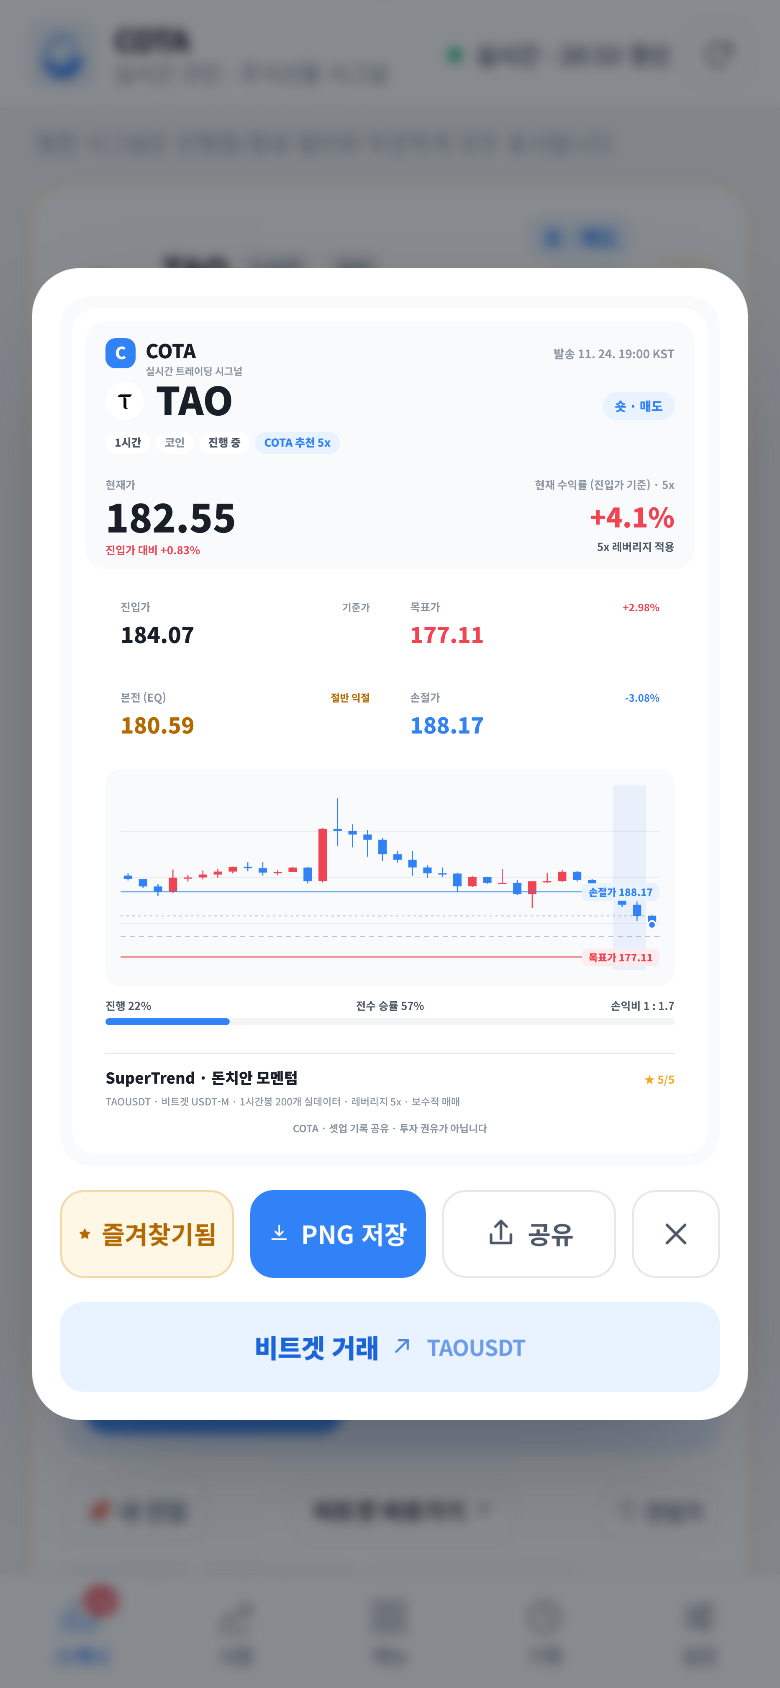 COTA
C COTA
실시간 트레이딩 시그널
발송 11. 24. 19:00 KST
τ TAO
숏 · 매도
1시간 코인 진행 중 COTA 추천 5x
현재가
현재 수익률 (진입가 기준) · 5x
182.55
+4.1%
진입가 대비 +0.83%
5x 레버리지 적용
진입가 기준가
184.07
목표가 +2.98%
177.11
본전 (EQ) 절반 익절
180.59
손절가 -3.08%
188.17
손절가 188.17
목표가 177.11
진행 22% 전수 승률 57% 손익비 1 : 1.7
SuperTrend · 돈치안 모멘텀 ★ 5/5
TAOUSDT · 비트겟 USDT-M · 1시간봉 200개 실데이터 · 레버리지 5x · 보수적 매매
COTA · 셋업 기록 공유 · 투자 권유가 아닙니다
★ 즐겨찾기됨
PNG 저장
공유
비트겟 거래 ↗ TAOUSDT